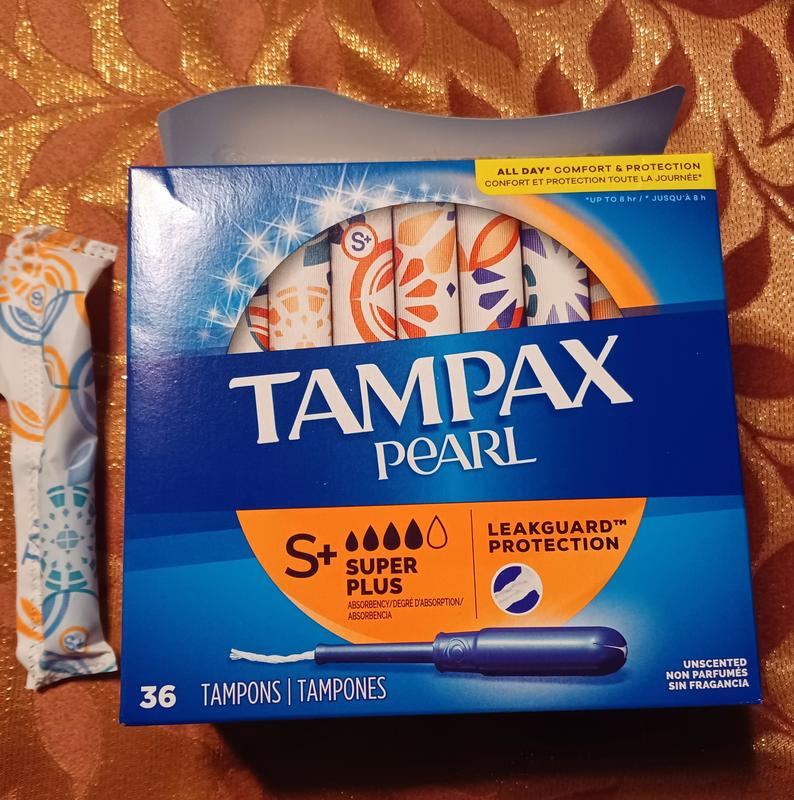 ALL DAY* COMFORT & PROTECTION
CONFORT ET PROTECTION TOUTE LA JOURNÉE*
*UP TO 8 hr / * JUSQU'À 8 h
S+
TAMPAX
PEARL
S+
SUPER
PLUS
ABSORBENCY/DEGRÉ D'ABSORPTION/
ABSORBENCIA
LEAKGUARD™
PROTECTION
36 TAMPONS | TAMPONES
UNSCENTED
NON PARFUMÉS
SIN FRAGANCIA